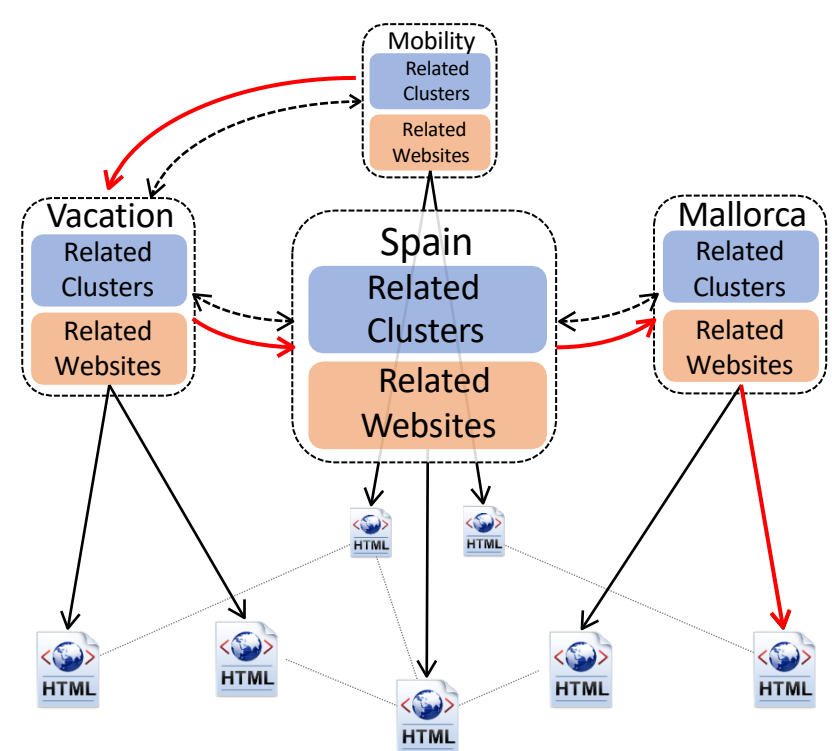 Mobility
Related
Clusters
Related
Websites
Vacation
Related
Clusters
Related
Websites
Spain
Related
Clusters
Related
Websites
Mallorca
Related
Clusters
Related
Websites
HTML
HTML
HTML
HTML
HTML
HTML
HTML